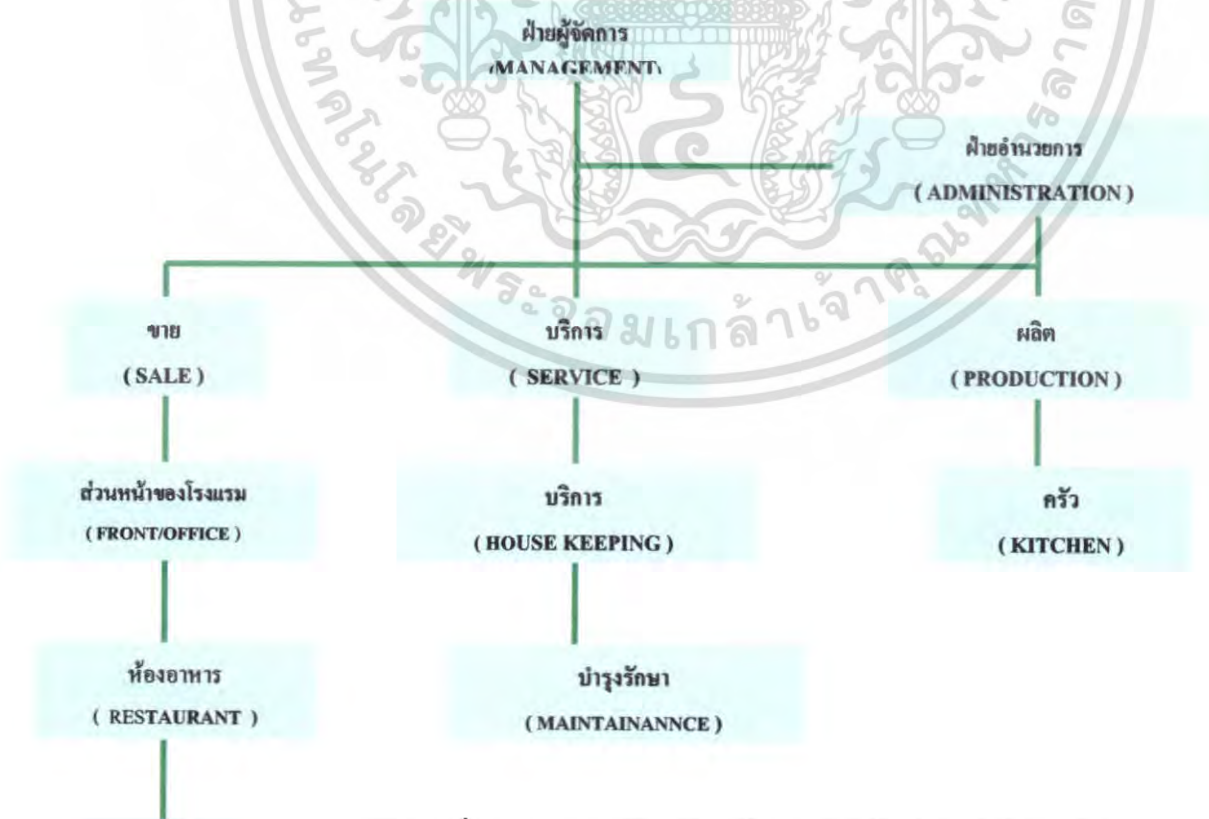 ฝ่ายผู้จัดการ
(MANAGEMENT)
ฝ่ายอำนวยการ
( ADMINISTRATION )
ขาย
( SALE )
บริการ
( SERVICE )
ผลิต
( PRODUCTION )
ส่วนหน้าของโรงแรม
( FRONT/OFFICE )
บริการ
( HOUSE KEEPING )
ครัว
( KITCHEN )
ห้องอาหาร
( RESTAURANT )
บำรุงรักษา
( MAINTAINANNCE )